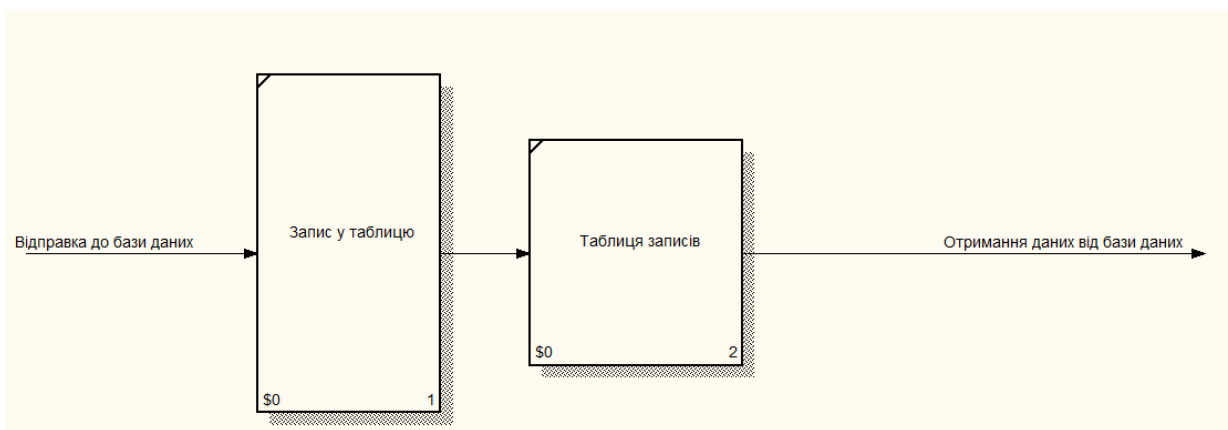 Відправка до бази даних
Запис у таблицю
$0 1
Таблиця записів
$0 2
Отримання даних від бази даних